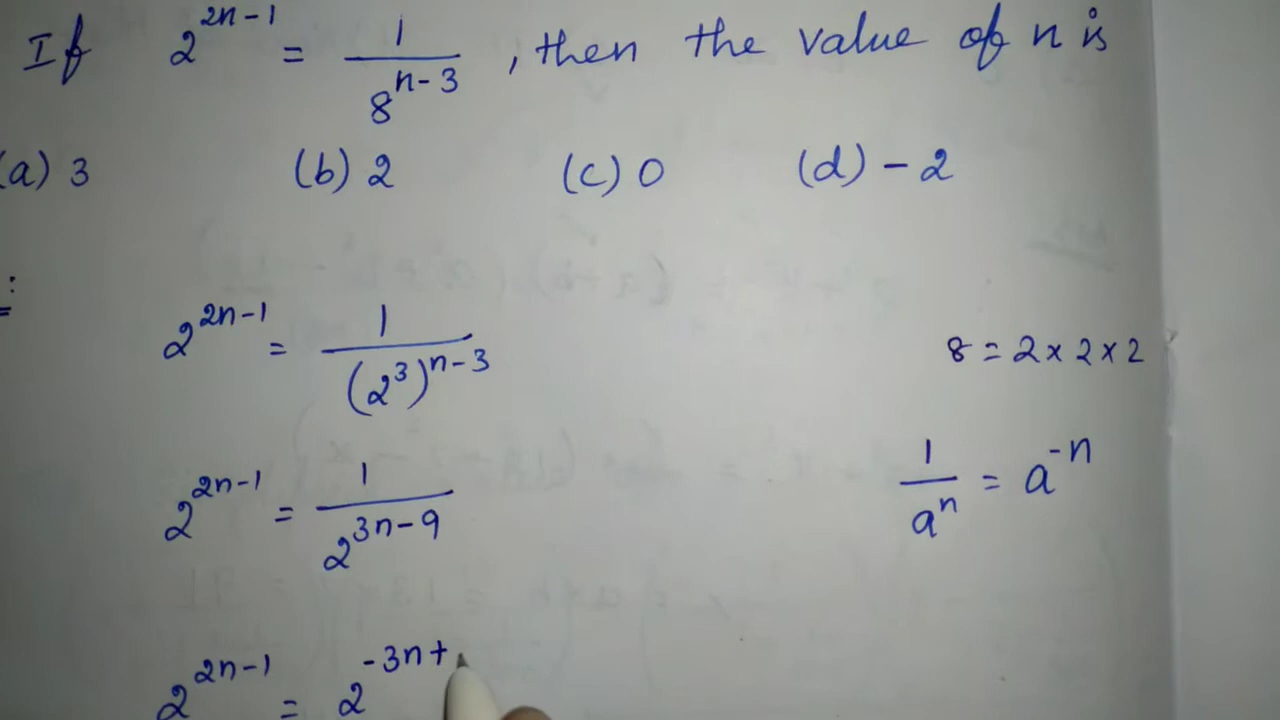 If 2^{2n-1} = 1/8^{n-3}, then the value of n is
(a) 3 (b) 2 (c) 0 (d) -2
:
2^{2n-1} = 1/(2^3)^{n-3}
8 = 2 × 2 × 2
2^{2n-1} = 1/2^{3n-9}
1/a^n = a^{-n}
2^{2n-1} = 2^{-3n+